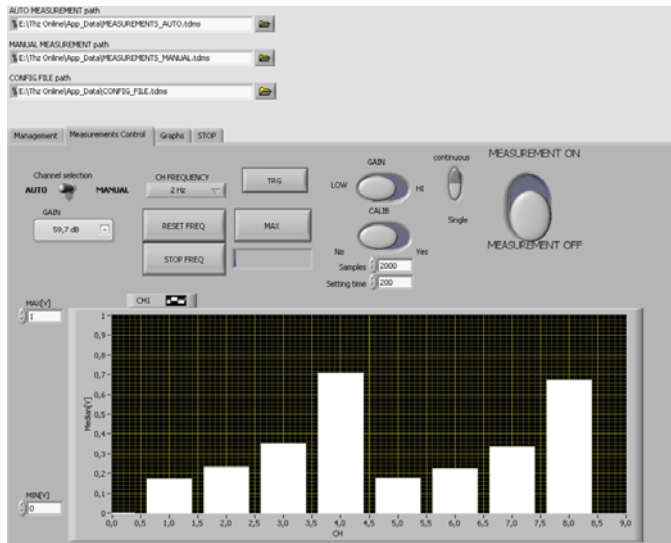 AUTO MEASUREMENT path
E:\Thz Online\App_Data\MEASUREMENTS_AUTO.tdms
MANUAL MEASUREMENT path
E:\Thz Online\App_Data\MEASUREMENTS_MANUAL.tdms
CONFIG FILE path
E:\Thz Online\App_Data\CONFIG_FILE.tdms
Management Measurements Control Graphs STOP
Channel selection
AUTO MANUAL
GAIN
59,7 dB
CH FREQUENCY
2 Hz
TRG
RESET FREQ MAX
STOP FREQ
GAIN
LOW HI
CALIB
No Yes
Samples 2000
Setting time 200
continuous
Single
MEASUREMENT ON
MEASUREMENT OFF
MAX[V]
1
MIN[V]
0
CH1
Median[V]
1
0,9
0,8
0,7
0,6
0,5
0,4
0,3
0,2
0,1
0
0,0 0,5 1,0 1,5 2,0 2,5 3,0 3,5 4,0 4,5 5,0 5,5 6,0 6,5 7,0 7,5 8,0 8,5 9,0
CH